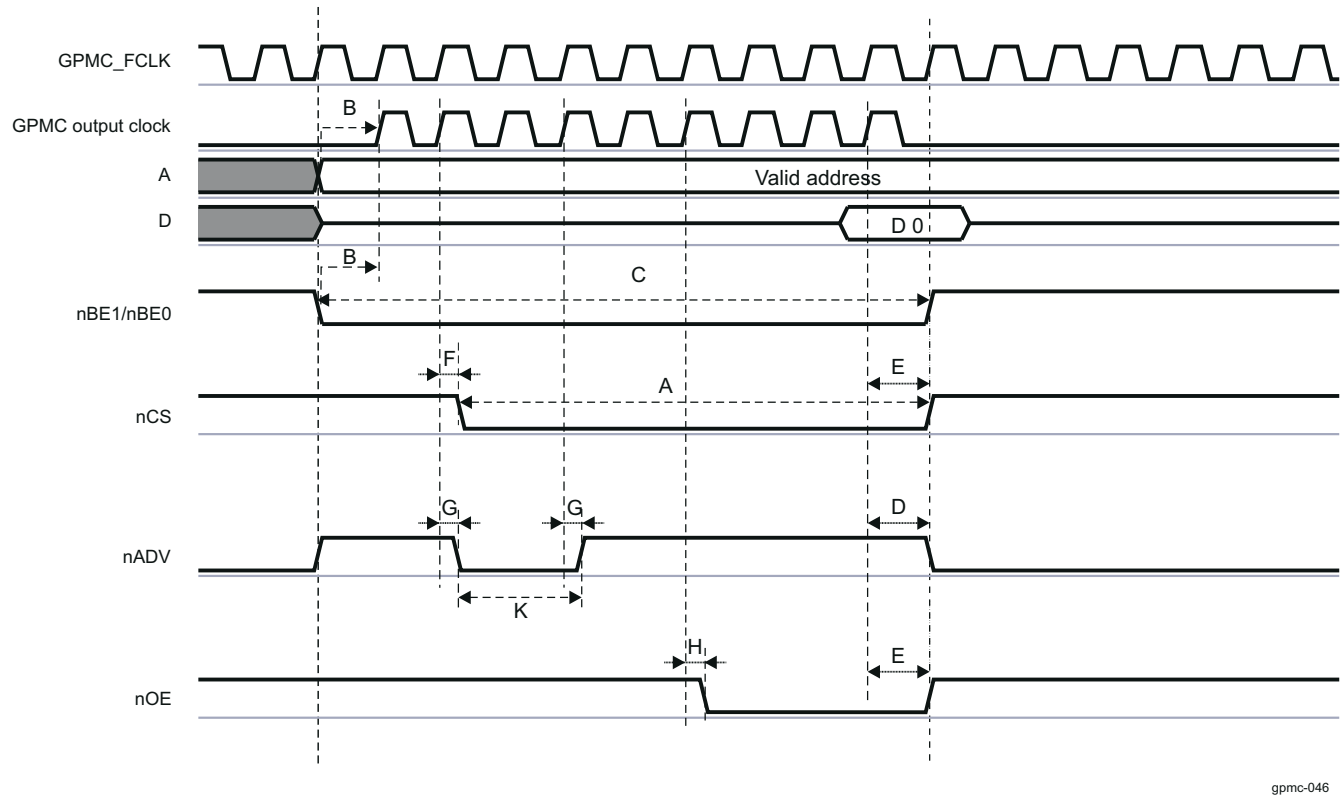 GPMC_FCLK
B
GPMC output clock
A
Valid address
D
D 0
B
C
nBE1/nBE0
F
E
A
nCS
G
G
D
nADV
K
H
E
nOE
gpmc-046